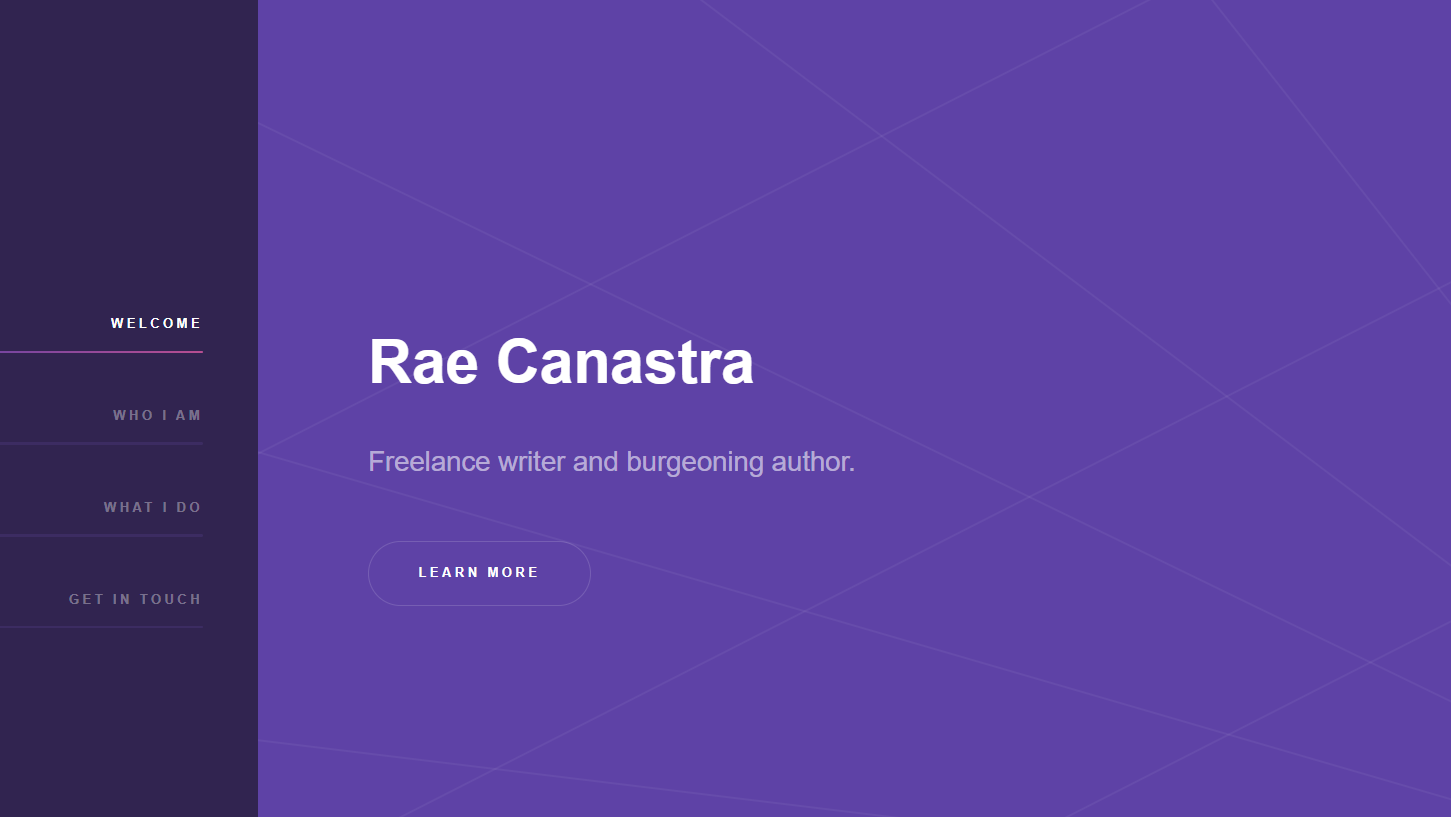 WELCOME
WHO I AM
WHAT I DO
GET IN TOUCH
Rae Canastra
Freelance writer and burgeoning author.
LEARN MORE